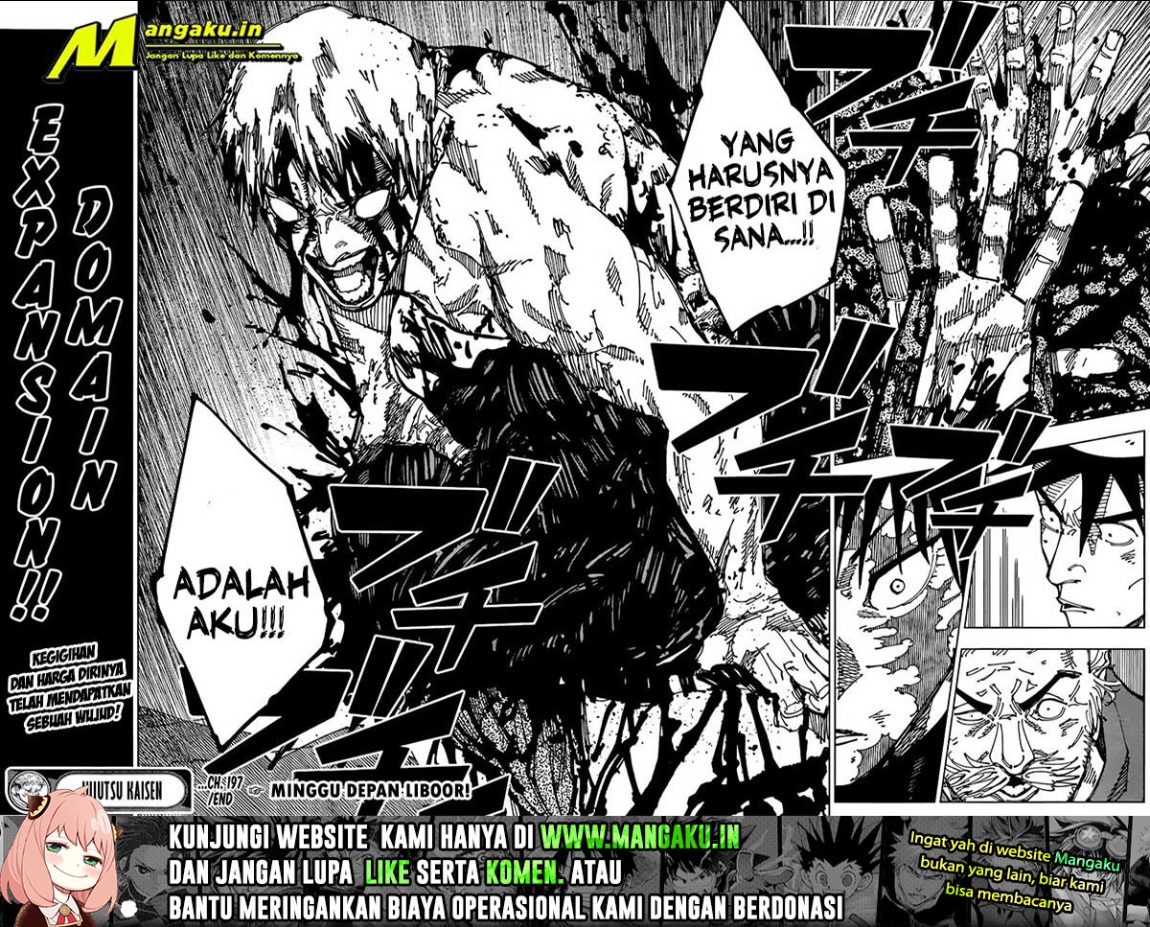 Mangaku.in
Jangan Lupa Like dan Komennya
YANG
HARUSNYA
BERDIRI DI
SANA...!!
ブチ
ブチ
ブチ
ブチ
ブチ
ブチ
ADALAH
AKU!!!
DOMAIN
EXPANSION!!
KEGIGIHAN
DAN HARGA DIRINYA
TELAH MENDAPATKAN
SEBUAH WUJUD!
JUJUTSU KAISEN
...CH. 197
/END
☞ MINGGU DEPAN LIBOOR!
KUNJUNGI WEBSITE KAMI HANYA DI WWW.MANGAKU.IN
DAN JANGAN LUPA LIKE SERTA KOMEN. ATAU
BANTU MERINGANKAN BIAYA OPERASIONAL KAMI DENGAN BERDONASI
Ingat yah di website Mangaku
bukan yang lain, biar kami
bisa membacanya